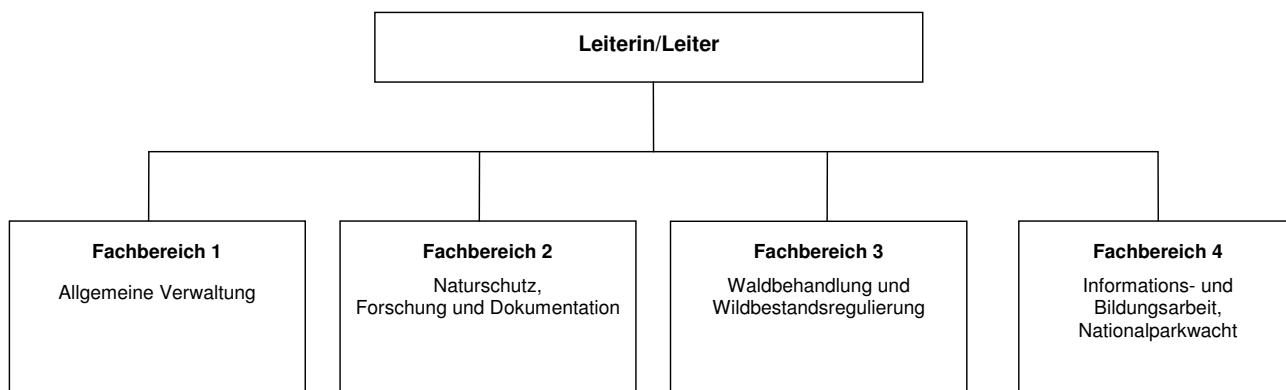 Leiterin/Leiter
Fachbereich 1
Allgemeine Verwaltung
Fachbereich 2
Naturschutz,
Forschung und Dokumentation
Fachbereich 3
Waldbehandlung und
Wildbestandsregulierung
Fachbereich 4
Informations- und
Bildungsarbeit,
Nationalparkwacht